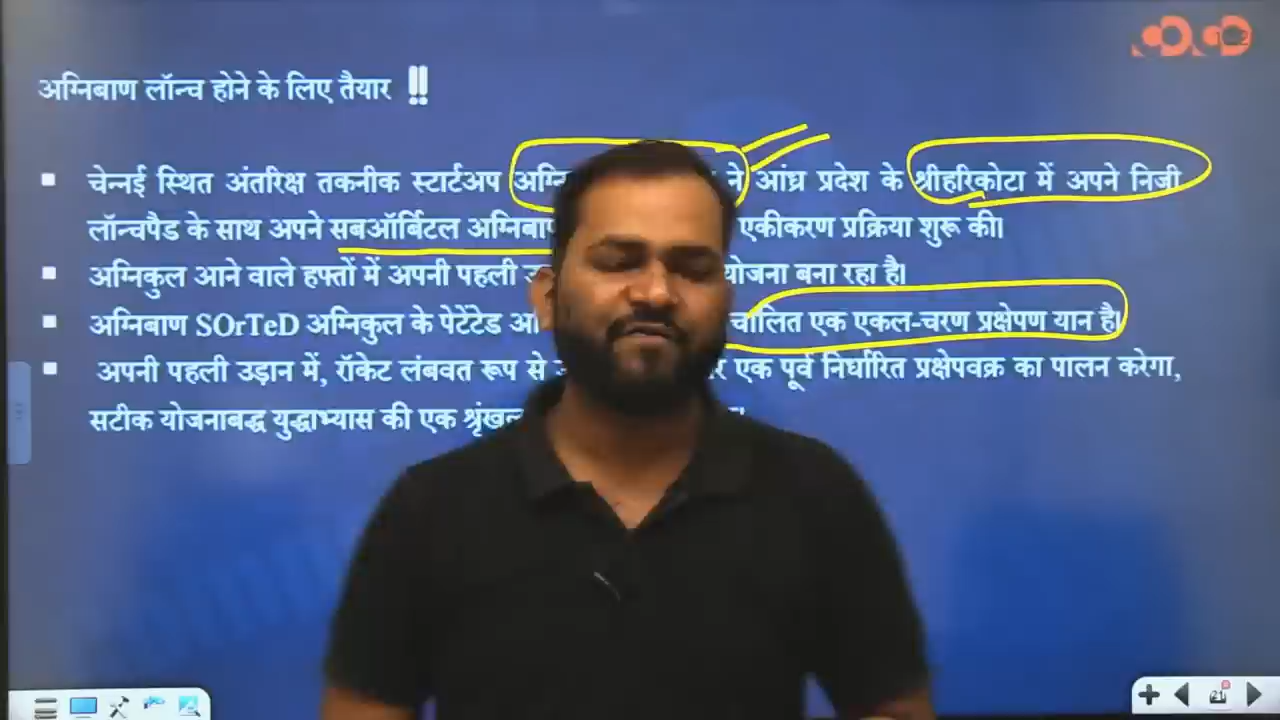 अग्निबाण लॉन्च होने के लिए तैयार !!
चेन्नई स्थित अंतरिक्ष तकनीक स्टार्टअप ने आंध्र प्रदेश के श्रीहरिकोटा में अपने निजी
लॉन्चपैड के साथ अपने सबऑर्बिटल एकीकरण प्रक्रिया शुरू की।
अग्निकुल आने वाले हफ्तों में अपनी पहली योजना बना रहा है।
अग्निबाण SOrTeD अग्निकुल के पेटेंटेड चालित एक एकल-चरण प्रक्षेपण यान है।
अपनी पहली उड़ान में, रॉकेट लंबवत रूप से एक पूर्व निर्धारित प्रक्षेपवक्र का पालन करेगा,
सटीक योजनाबद्ध युद्धाभ्यास की एक
21